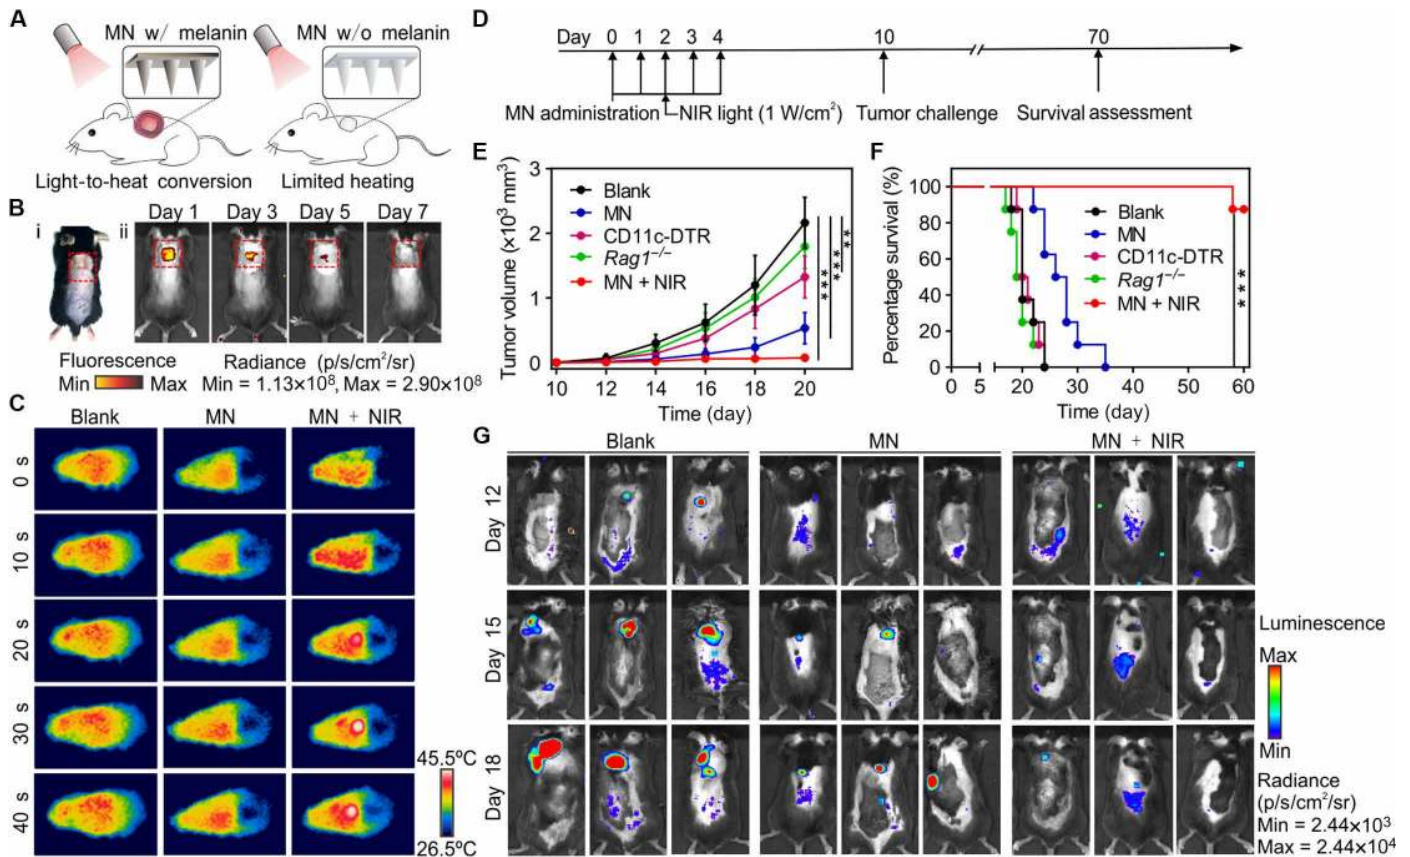 A
MN w/ melanin
MN w/o melanin
Light-to-heat conversion
Limited heating
B
i
ii
Day 1
Day 3
Day 5
Day 7
Fluorescence
Min
Max
Radiance (p/s/cm²/sr)
Min = 1.13×10⁸, Max = 2.90×10⁸
C
Blank
MN
MN + NIR
0 s
10 s
20 s
30 s
40 s
45.5ºC
26.5ºC
D
Day
0
1
2
3
4
10
70
MN administration
NIR light (1 W/cm²)
Tumor challenge
Survival assessment
E
Tumor volume (×10³ mm³)
3
2
1
0
Blank
MN
CD11c-DTR
Rag1⁻/⁻
MN + NIR
***
***
***
10
12
14
16
18
20
Time (day)
F
Percentage survival (%)
100
80
60
40
20
0
Blank
MN
CD11c-DTR
Rag1⁻/⁻
MN + NIR
***
0
5
20
30
40
50
60
Time (day)
G
Blank
MN
MN + NIR
Day 12
Day 15
Day 18
Luminescence
Max
Min
Radiance
(p/s/cm²/sr)
Min = 2.44×10³
Max = 2.44×10⁴